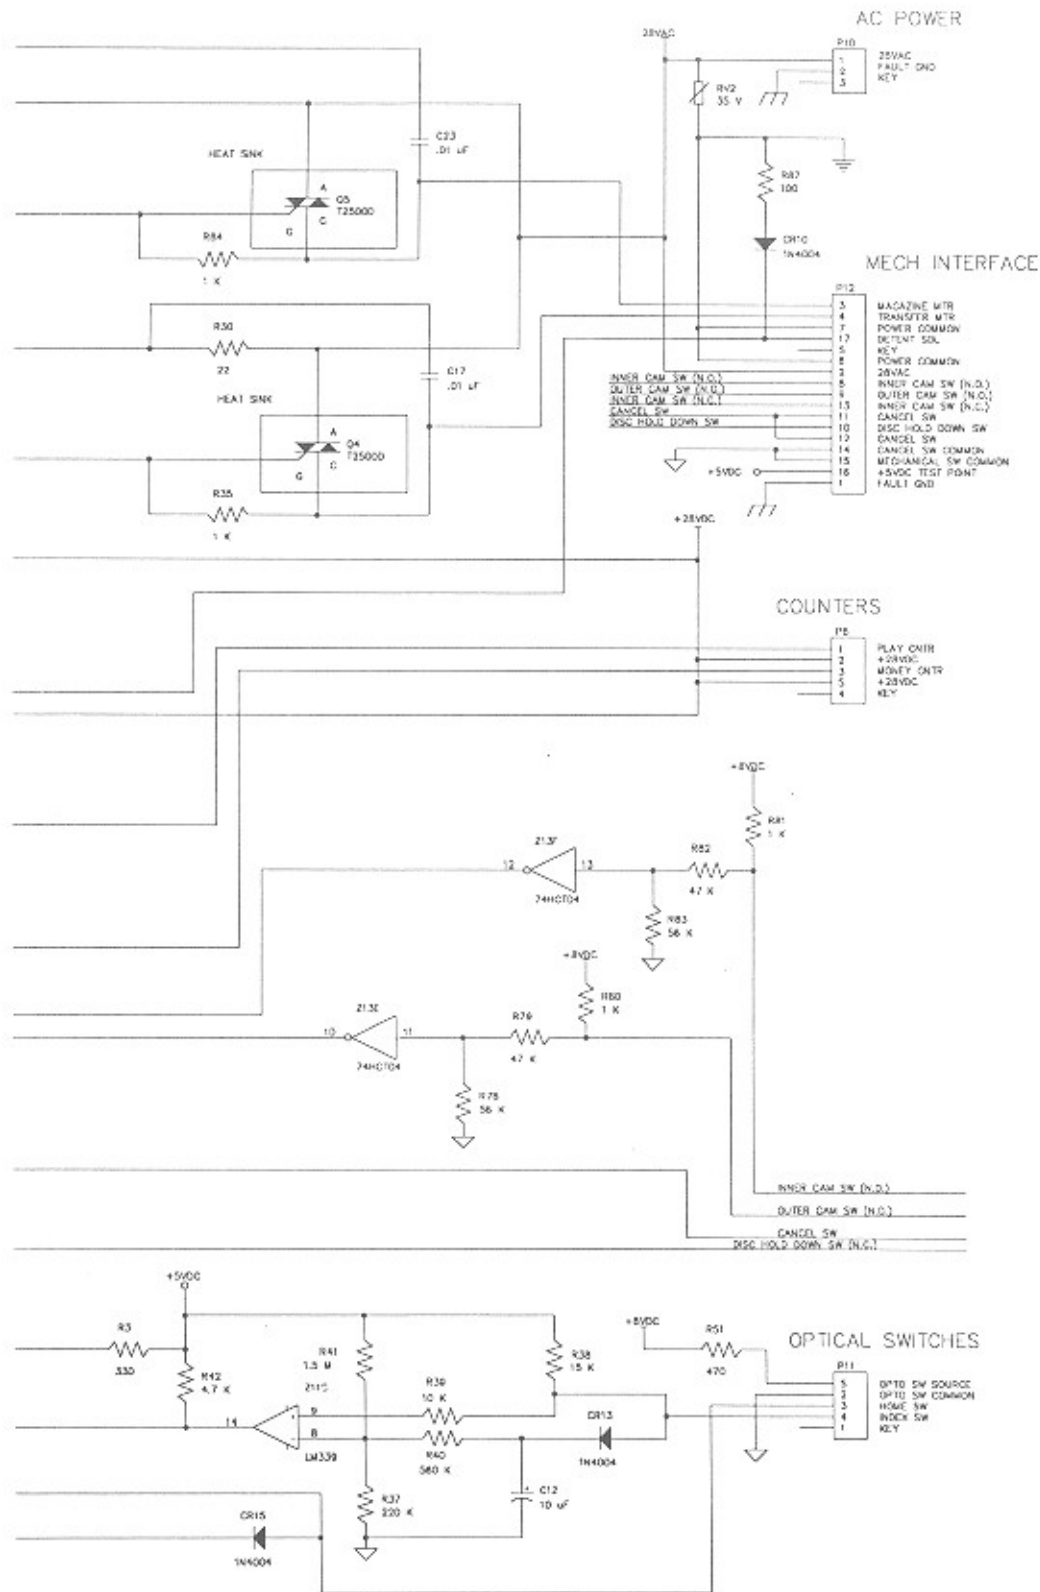 AC POWER
28VAC
P10
1 28VAC
2 FAULT GND
3 KEY
RV2
35 V
C23
.01 uF
HEAT SINK
R87
100
A
Q5
T2500D
C
G
R84
1 K
CR10
1N4004
MECH INTERFACE
P12
3 MAGAZINE MTR
4 TRANSFER MTR
7 POWER COMMON
17 DETENT SOL
5 KEY
POWER COMMON
28VAC
INNER CAM SW (N.O.)
9 OUTER CAM SW (N.O.)
13 INNER CAM SW (N.C.)
11 CANCEL SW
10 DISC HOLD DOWN SW
12 CANCEL SW
14 CANCEL SW COMMON
15 MECHANICAL SW COMMON
16 +5VDC TEST POINT
1 FAULT GND
INNER CAM SW (N.O.)
OUTER CAM SW (N.O.)
INNER CAM SW (N.C.)
CANCEL SW
DISC HOLD DOWN SW
+5VDC
R30
22
C17
.01 uF
HEAT SINK
A
Q4
T2500D
C
G
R35
1 K
+28VDC
COUNTERS
1 PLAY CNTR
2 +28VDC
3 MONEY CNTR
5 +28VDC
4 KEY
+8VDC
R81
1 K
R82
47 K
Z13F
12
13
74HCT04
R83
56 K
+8VDC
R80
1 K
R79
47 K
Z13E
10
11
74HCT04
R78
56 K
INNER CAM SW (N.O.)
OUTER CAM SW (N.O.)
CANCEL SW
DISC HOLD DOWN SW (N.C.)
+5VDC
R3
330
R42
4.7 K
R41
1.5 M
R38
15 K
R39
10 K
14
9
8
LM339
R40
560 K
CR13
1N4004
R37
220 K
C12
10 uF
CR15
1N4004
+8VDC
R51
470
OPTICAL SWITCHES
P11
5 OPTO SW SOURCE
2 OPTO SW COMMON
3 HOME SW
4 INDEX SW
1 KEY